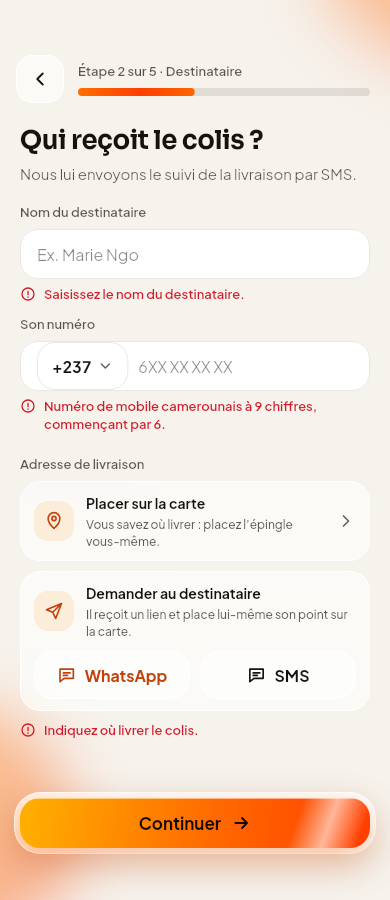 Étape 2 sur 5 · Destinataire
Qui reçoit le colis ?
Nous lui envoyons le suivi de la livraison par SMS.
Nom du destinataire
Ex. Marie Ngo
Saisissez le nom du destinataire.
Son numéro
+237
6XX XX XX XX
Numéro de mobile camerounais à 9 chiffres,
commençant par 6.
Adresse de livraison
Placer sur la carte
Vous savez où livrer : placez l'épingle
vous-même.
Demander au destinataire
Il reçoit un lien et place lui-même son point sur
la carte.
WhatsApp
SMS
Indiquez où livrer le colis.
Continuer